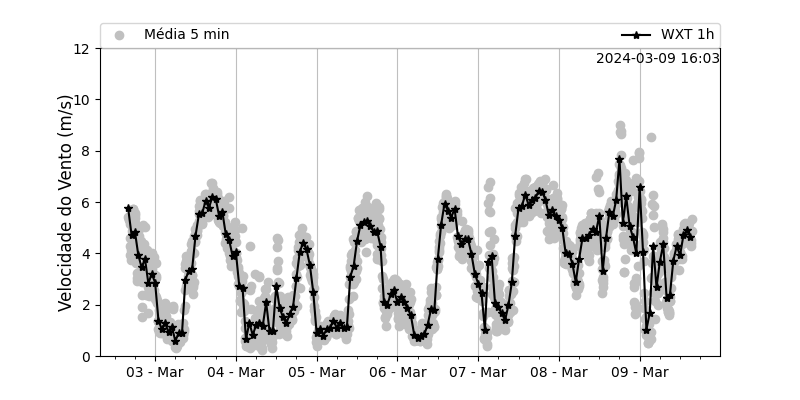 Média 5 min
WXT 1h
2024-03-09 16:03
Velocidade do Vento (m/s)
12
10
8
6
4
2
0
03 - Mar
04 - Mar
05 - Mar
06 - Mar
07 - Mar
08 - Mar
09 - Mar